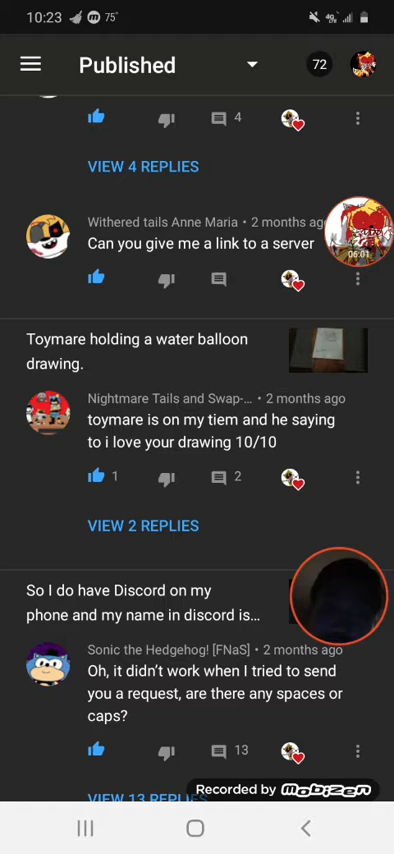 10:23 75°
Published 72
4
VIEW 4 REPLIES
Withered tails Anne Maria • 2 months ag
Can you give me a link to a server
06:01
Toymare holding a water balloon
drawing.
Nightmare Tails and Swap-... • 2 months ago
toymare is on my tiem and he saying
to i love your drawing 10/10
1 2
VIEW 2 REPLIES
So I do have Discord on my
phone and my name in discord is...
Sonic the Hedgehog! [FNaS] • 2 months ago
Oh, it didn't work when I tried to send
you a request, are there any spaces or
caps?
13
VIEW 13 REPLIES
Recorded by mobizen